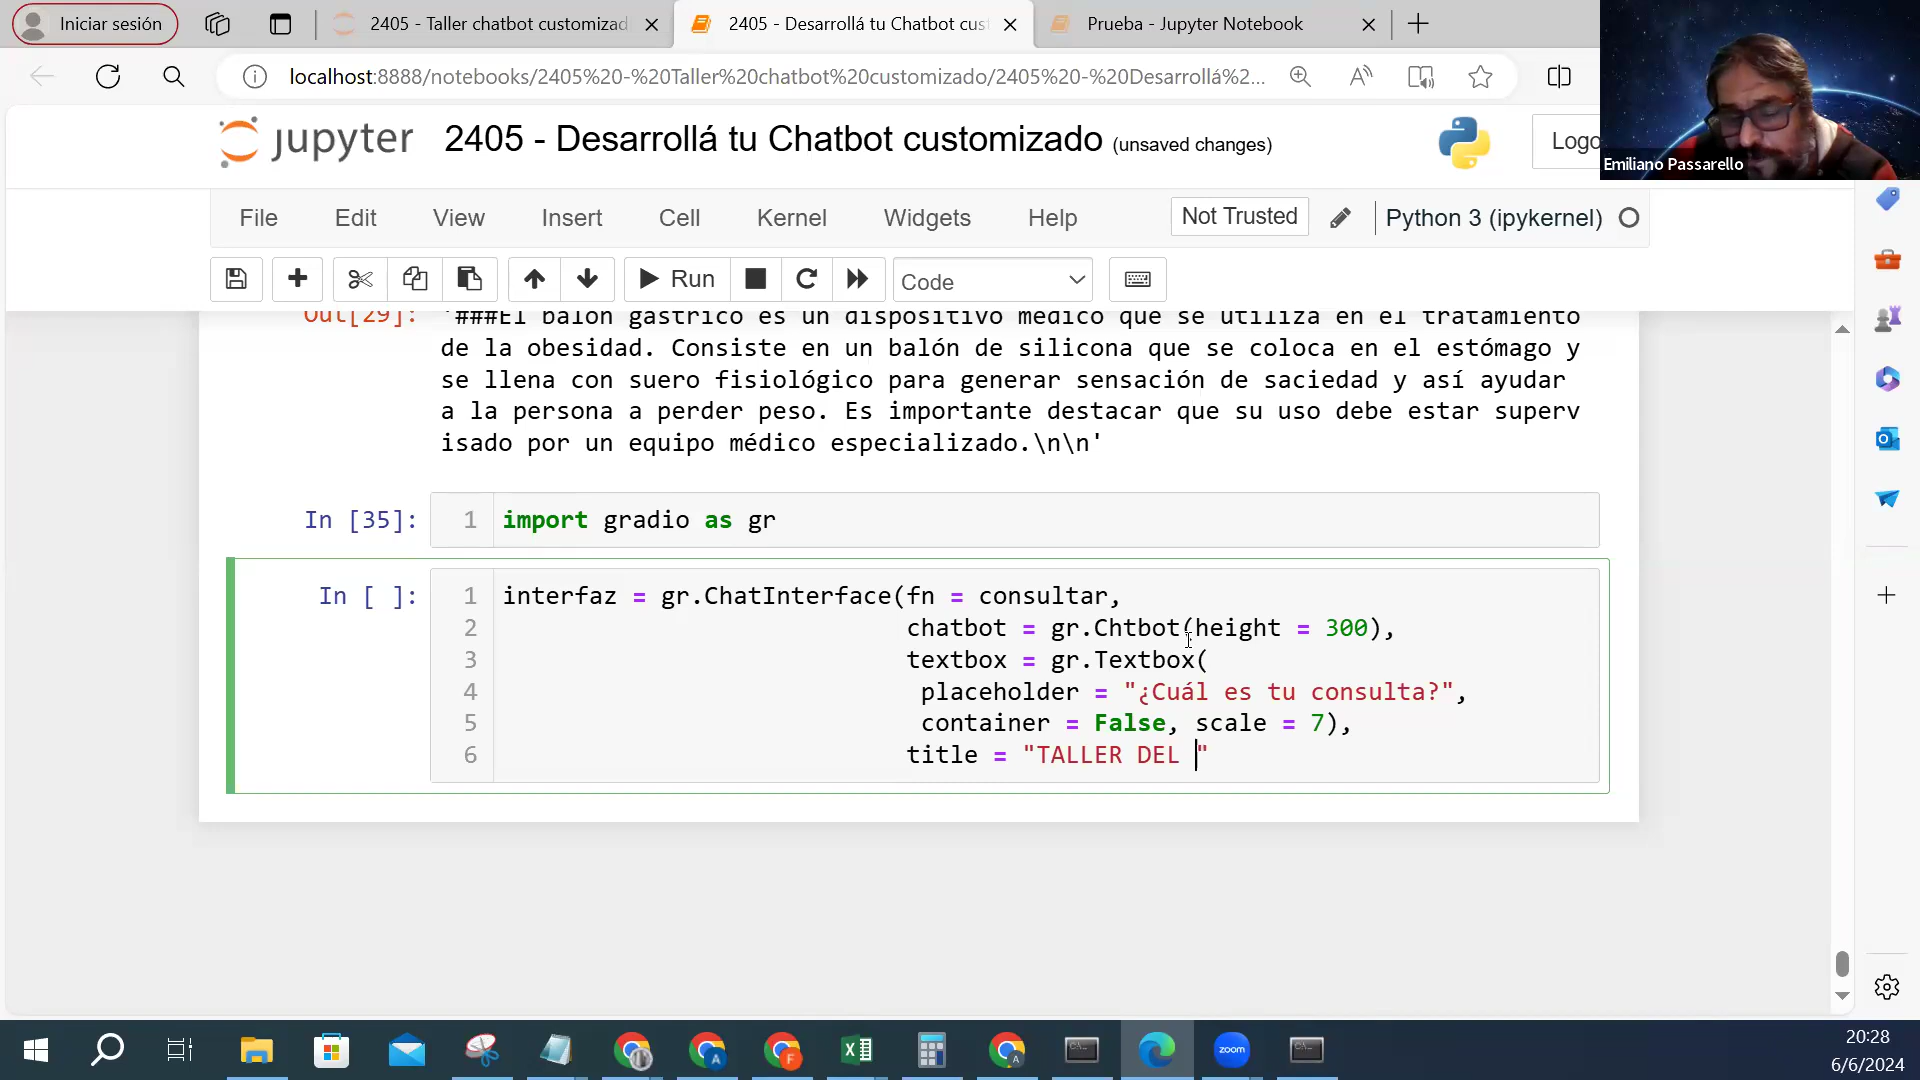 Iniciar sesión
2405 - Taller chatbot customizad
2405 - Desarrollá tu Chatbot cus
Prueba - Jupyter Notebook
localhost:8888/notebooks/2405%20-%20Taller%20chatbot%20customizado/2405%20-%20Desarrollá%2...
Emiliano Passarello
jupyter 2405 - Desarrollá tu Chatbot customizado (unsaved changes)
Logo
File Edit View Insert Cell Kernel Widgets Help Not Trusted Python 3 (ipykernel)
Run Code
Out[29]: '###El balón gástrico es un dispositivo médico que se utiliza en el tratamiento
de la obesidad. Consiste en un balón de silicona que se coloca en el estómago y
se llena con suero fisiológico para generar sensación de saciedad y así ayudar
a la persona a perder peso. Es importante destacar que su uso debe estar superv
isado por un equipo médico especializado.\n\n'
In [35]: 1 import gradio as gr
In [ ]: 1 interfaz = gr.ChatInterface(fn = consultar,
2 chatbot = gr.Chtbot(height = 300),
3 textbox = gr.Textbox(
4 placeholder = "¿Cuál es tu consulta?",
5 container = False, scale = 7),
6 title = "TALLER DEL "
zoom
20:28
6/6/2024